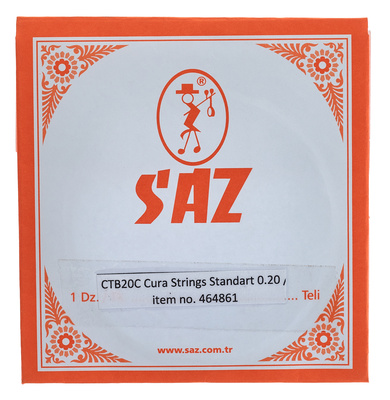 ®
SAZ
CTB20C Cura Strings Standart 0.20 /
item no. 464861
1 Dz. .... Teli
www.saz.com.tr